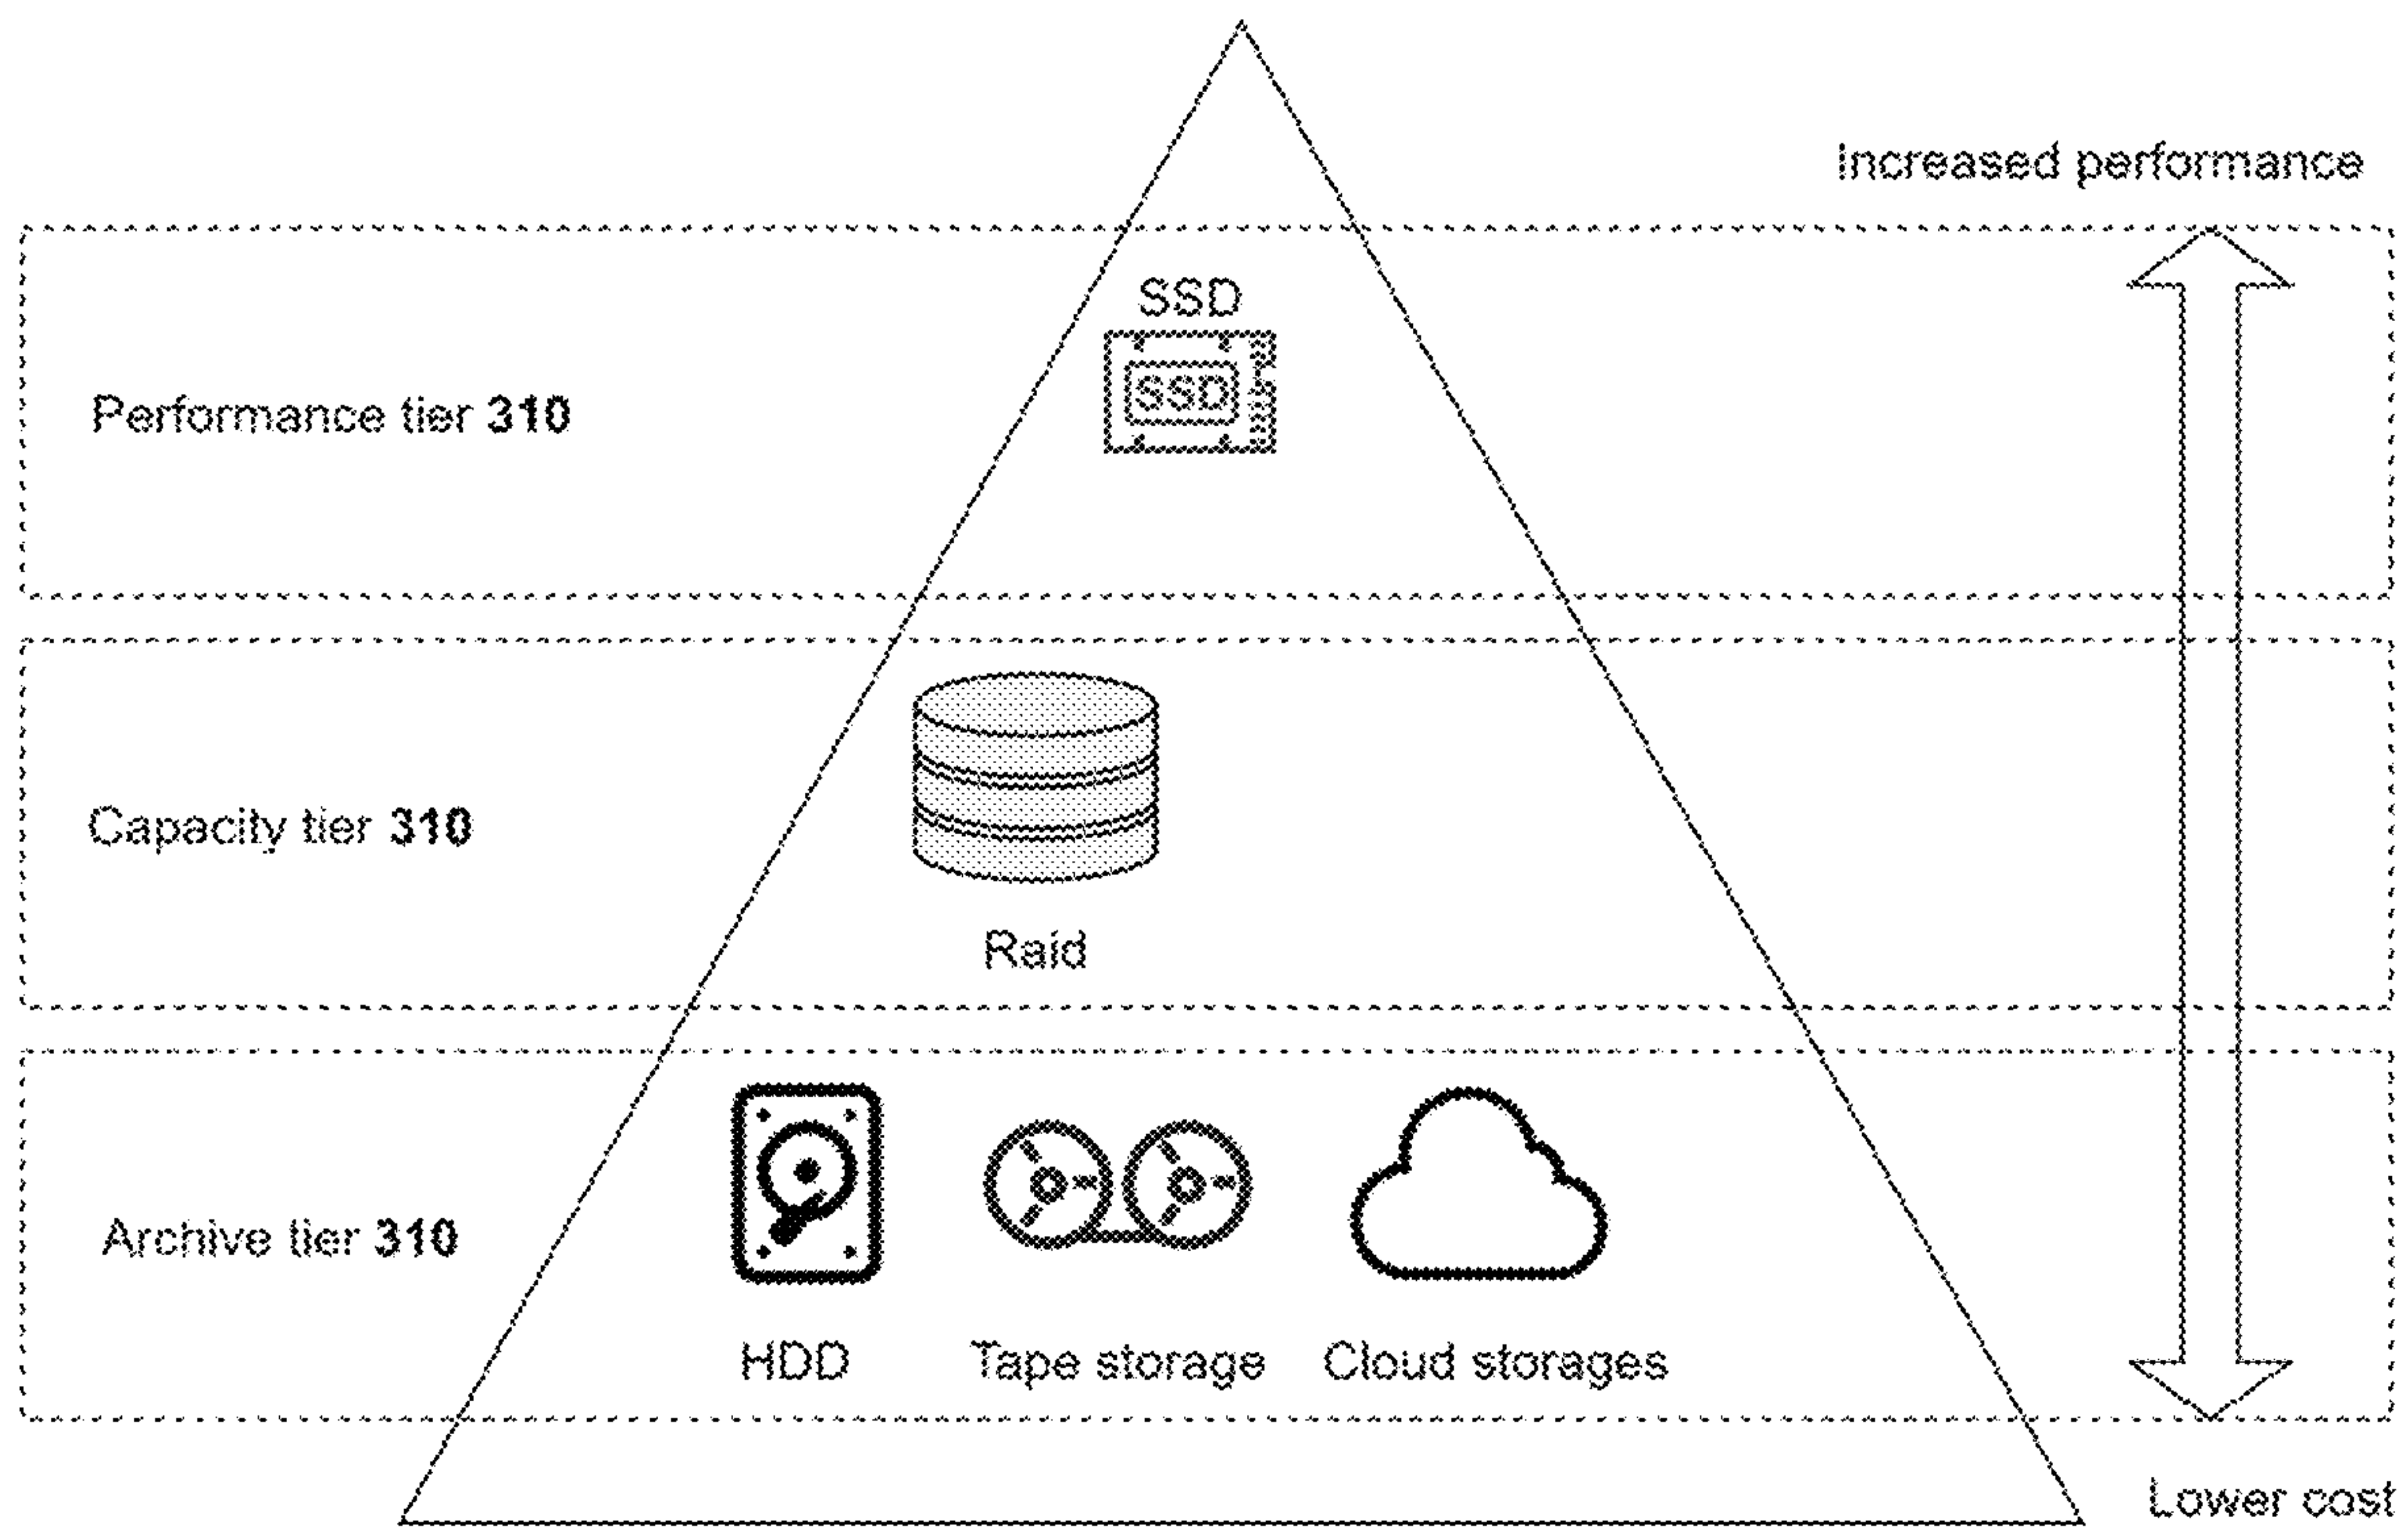 Increased performance
SSD
SSD
Performance tier 310
Capacity tier 310
Raid
Archive tier 310
HDD
Tape storage
Cloud storages
Lower cost